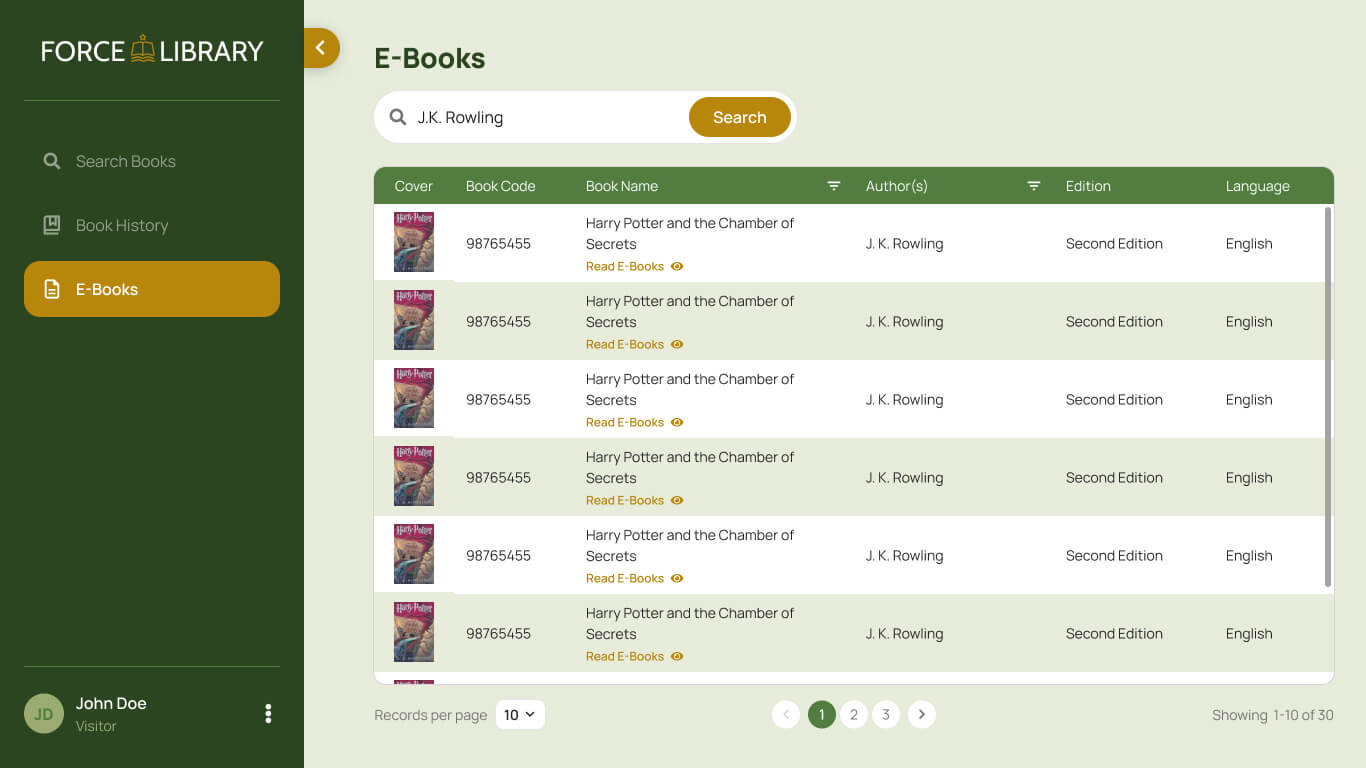 FORCE LIBRARY
Search Books
Book History
E-Books
JD
John Doe
Visitor
E-Books
J.K. Rowling
Search
Cover Book Code Book Name Author(s) Edition Language
Harry Potter
98765455
Harry Potter and the Chamber of
Secrets
Read E-Books
J. K. Rowling
Second Edition
English
Harry Potter
98765455
Harry Potter and the Chamber of
Secrets
Read E-Books
J. K. Rowling
Second Edition
English
Harry Potter
98765455
Harry Potter and the Chamber of
Secrets
Read E-Books
J. K. Rowling
Second Edition
English
Harry Potter
98765455
Harry Potter and the Chamber of
Secrets
Read E-Books
J. K. Rowling
Second Edition
English
Harry Potter
98765455
Harry Potter and the Chamber of
Secrets
Read E-Books
J. K. Rowling
Second Edition
English
Harry Potter
98765455
Harry Potter and the Chamber of
Secrets
Read E-Books
J. K. Rowling
Second Edition
English
Records per page 10
1 2 3
Showing 1-10 of 30